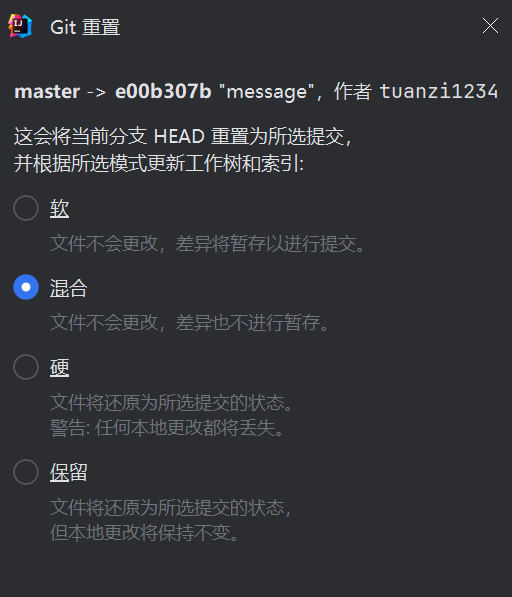 Git 重置
master -> e00b307b "message"，作者 tuanzi1234
这会将当前分支 HEAD 重置为所选提交，
并根据所选模式更新工作树和索引:
软
文件不会更改，差异将暂存以进行提交。
混合
文件不会更改，差异也不进行暂存。
硬
文件将还原为所选提交的状态。
警告: 任何本地更改都将丢失。
保留
文件将还原为所选提交的状态，
但本地更改将保持不变。